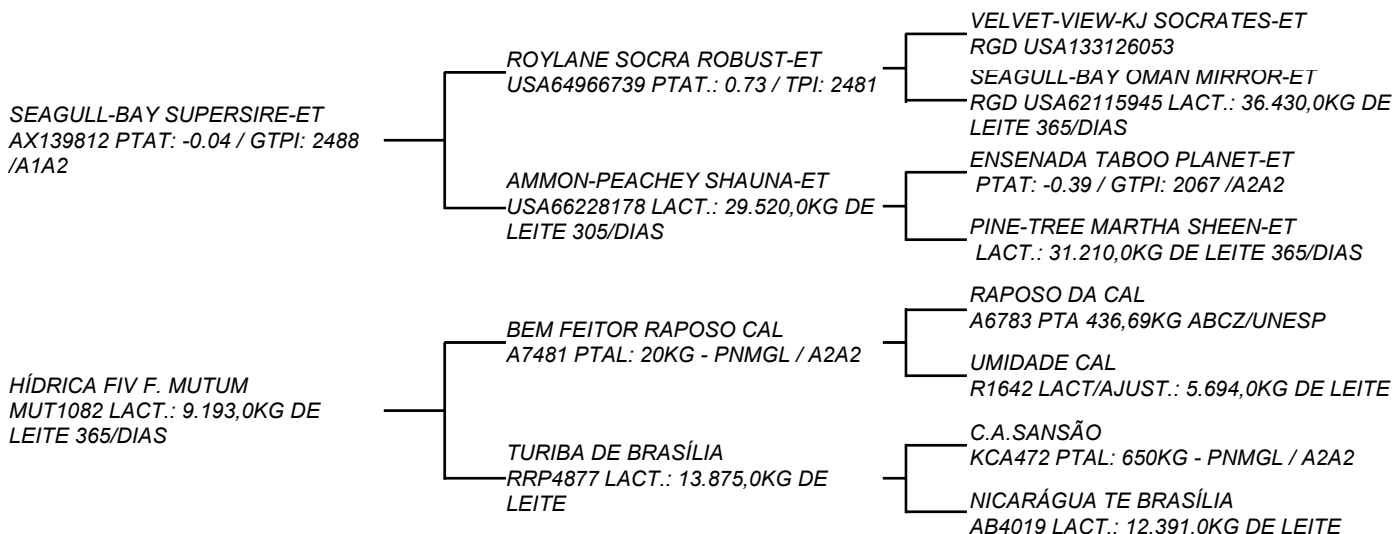 SEAGULL-BAY SUPERSIRE-ET
AX139812 PTAT: -0.04 / GTPI: 2488
/A1A2
HÍDRICA FIV F. MUTUM
MUT1082 LACT.: 9.193,0KG DE
LEITE 365/DIAS
ROYLANE SOCRA ROBUST-ET
USA64966739 PTAT.: 0.73 / TPI: 2481
AMMON-PEACHEY SHAUNA-ET
USA66228178 LACT.: 29.520,0KG DE
LEITE 305/DIAS
BEM FEITOR RAPOSO CAL
A7481 PTAL: 20KG - PNMGL / A2A2
TURIBA DE BRASÍLIA
RRP4877 LACT.: 13.875,0KG DE
LEITE
VELVET-VIEW-KJ SOCRATES-ET
RGD USA133126053
SEAGULL-BAY OMAN MIRROR-ET
RGD USA62115945 LACT.: 36.430,0KG DE
LEITE 365/DIAS
ENSENADA TABOO PLANET-ET
PTAT: -0.39 / GTPI: 2067 /A2A2
PINE-TREE MARTHA SHEEN-ET
LACT.: 31.210,0KG DE LEITE 365/DIAS
RAPOSO DA CAL
A6783 PTA 436,69KG ABCZ/UNESP
UMIDADE CAL
R1642 LACT/AJUST.: 5.694,0KG DE LEITE
C.A.SANSÃO
KCA472 PTAL: 650KG - PNMGL / A2A2
NICARÁGUA TE BRASÍLIA
AB4019 LACT.: 12.391,0KG DE LEITE